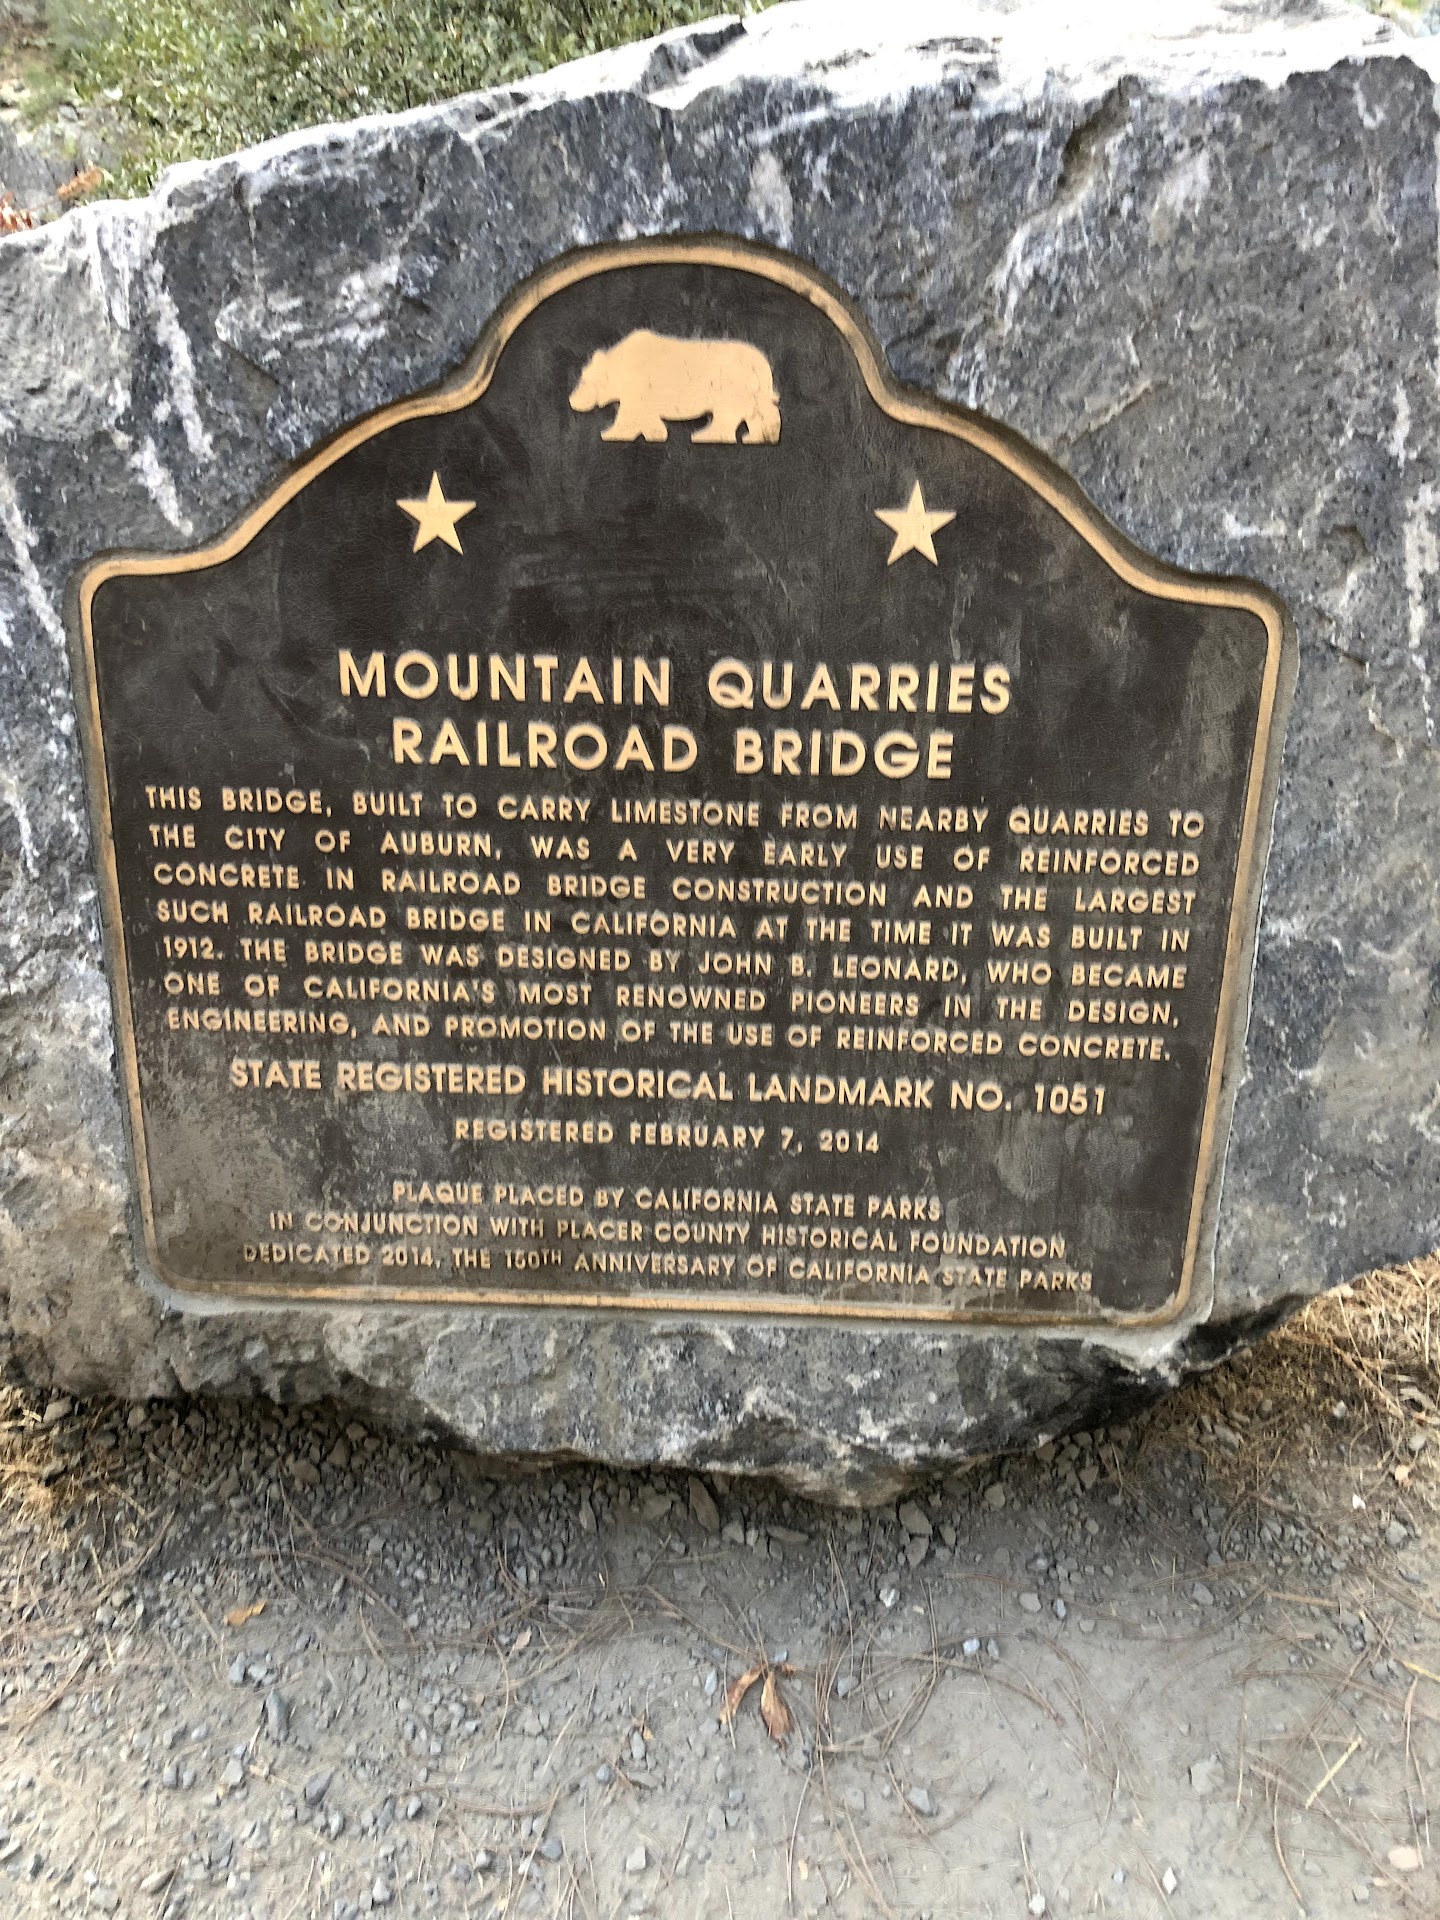 MOUNTAIN QUARRIES
RAILROAD BRIDGE
THIS BRIDGE, BUILT TO CARRY LIMESTONE FROM NEARBY QUARRIES TO
THE CITY OF AUBURN, WAS A VERY EARLY USE OF REINFORCED
CONCRETE IN RAILROAD BRIDGE CONSTRUCTION AND THE LARGEST
SUCH RAILROAD BRIDGE IN CALIFORNIA AT THE TIME IT WAS BUILT IN
1912. THE BRIDGE WAS DESIGNED BY JOHN B. LEONARD, WHO BECAME
ONE OF CALIFORNIA'S MOST RENOWNED PIONEERS IN THE DESIGN,
ENGINEERING, AND PROMOTION OF THE USE OF REINFORCED CONCRETE.
STATE REGISTERED HISTORICAL LANDMARK NO. 1051
REGISTERED FEBRUARY 7, 2014
PLAQUE PLACED BY CALIFORNIA STATE PARKS
IN CONJUNCTION WITH PLACER COUNTY HISTORICAL FOUNDATION
DEDICATED 2014, THE 150TH ANNIVERSARY OF CALIFORNIA STATE PARKS